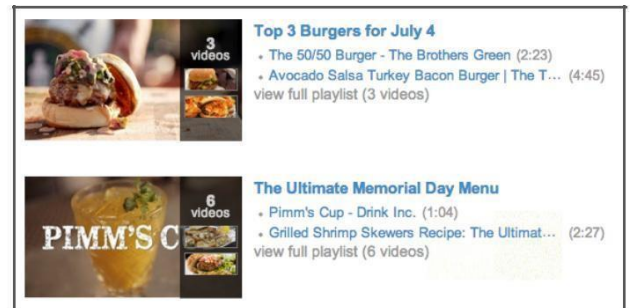 3
videos
Top 3 Burgers for July 4
The 50/50 Burger - The Brothers Green (2:23)
Avocado Salsa Turkey Bacon Burger | The T... (4:45)
view full playlist (3 videos)
PIMM'S C
6
videos
The Ultimate Memorial Day Menu
Pimm's Cup - Drink Inc. (1:04)
Grilled Shrimp Skewers Recipe: The Ultimat... (2:27)
view full playlist (6 videos)